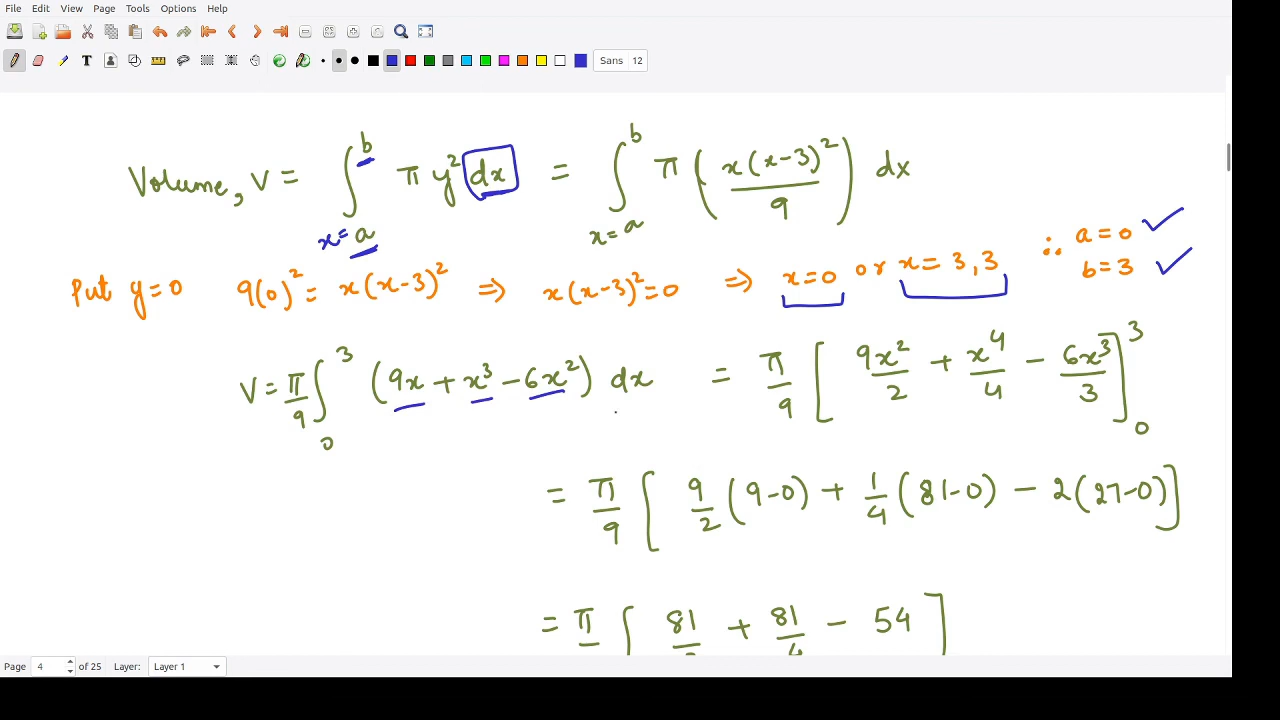 File Edit View Page Tools Options Help
T Sans 12
Volume, V = ∫_{x=a}^{b} π y² dx = ∫_{x=a}^{b} π (x(x-3)²/9) dx
Put y=0 9(0)² = x(x-3)² ⇒ x(x-3)²=0 ⇒ x=0 or x=3,3 ∴ a=0 ✓
b=3 ✓
V = π/9 ∫_0^3 (9x + x³ - 6x²) dx = π/9 [9x²/2 + x⁴/4 - 6x³/3]_0^3
= π/9 [9/2 (9-0) + 1/4 (81-0) - 2(27-0)]
= π [81/2 + 81/4 - 54]
Page 4 of 25 Layer: Layer 1